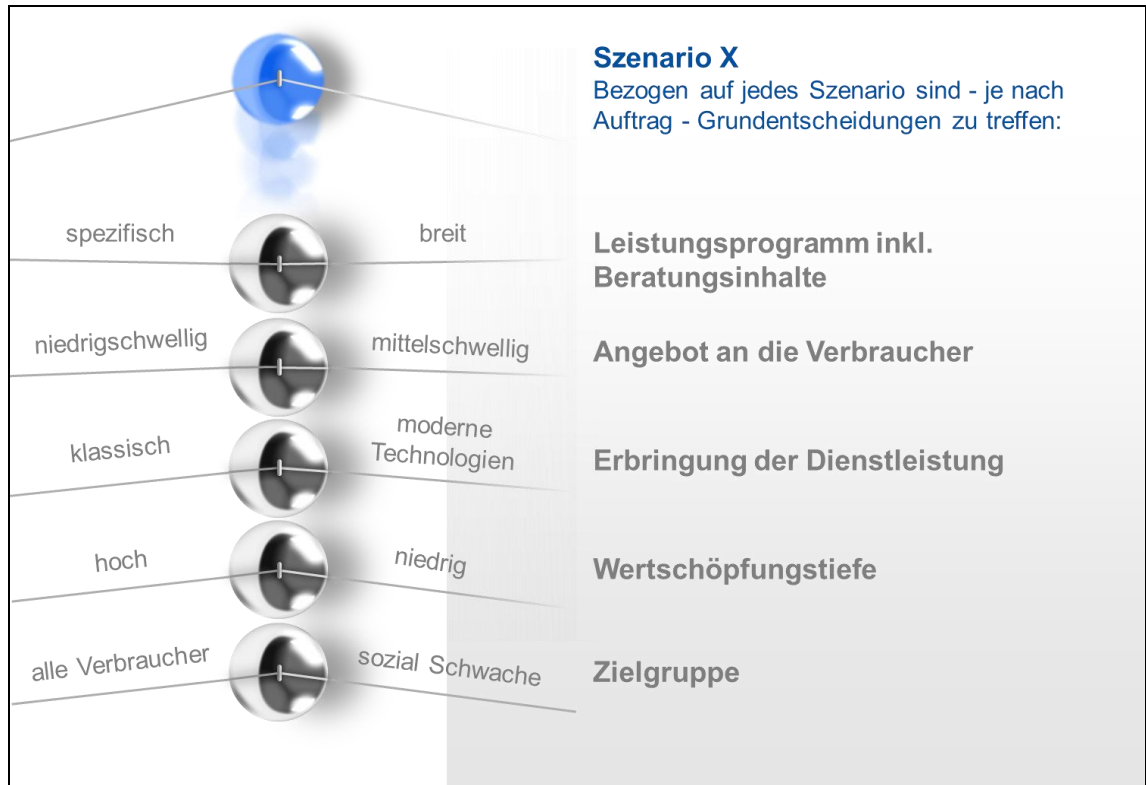 Szenario X
Bezogen auf jedes Szenario sind - je nach
Auftrag - Grundentscheidungen zu treffen:
spezifisch
breit
Leistungsprogramm inkl.
Beratungsinhalte
niedrigschwellig
mittelschwellig
Angebot an die Verbraucher
klassisch
moderne
Technologien
Erbringung der Dienstleistung
hoch
niedrig
Wertschöpfungstiefe
alle Verbraucher
sozial Schwache
Zielgruppe